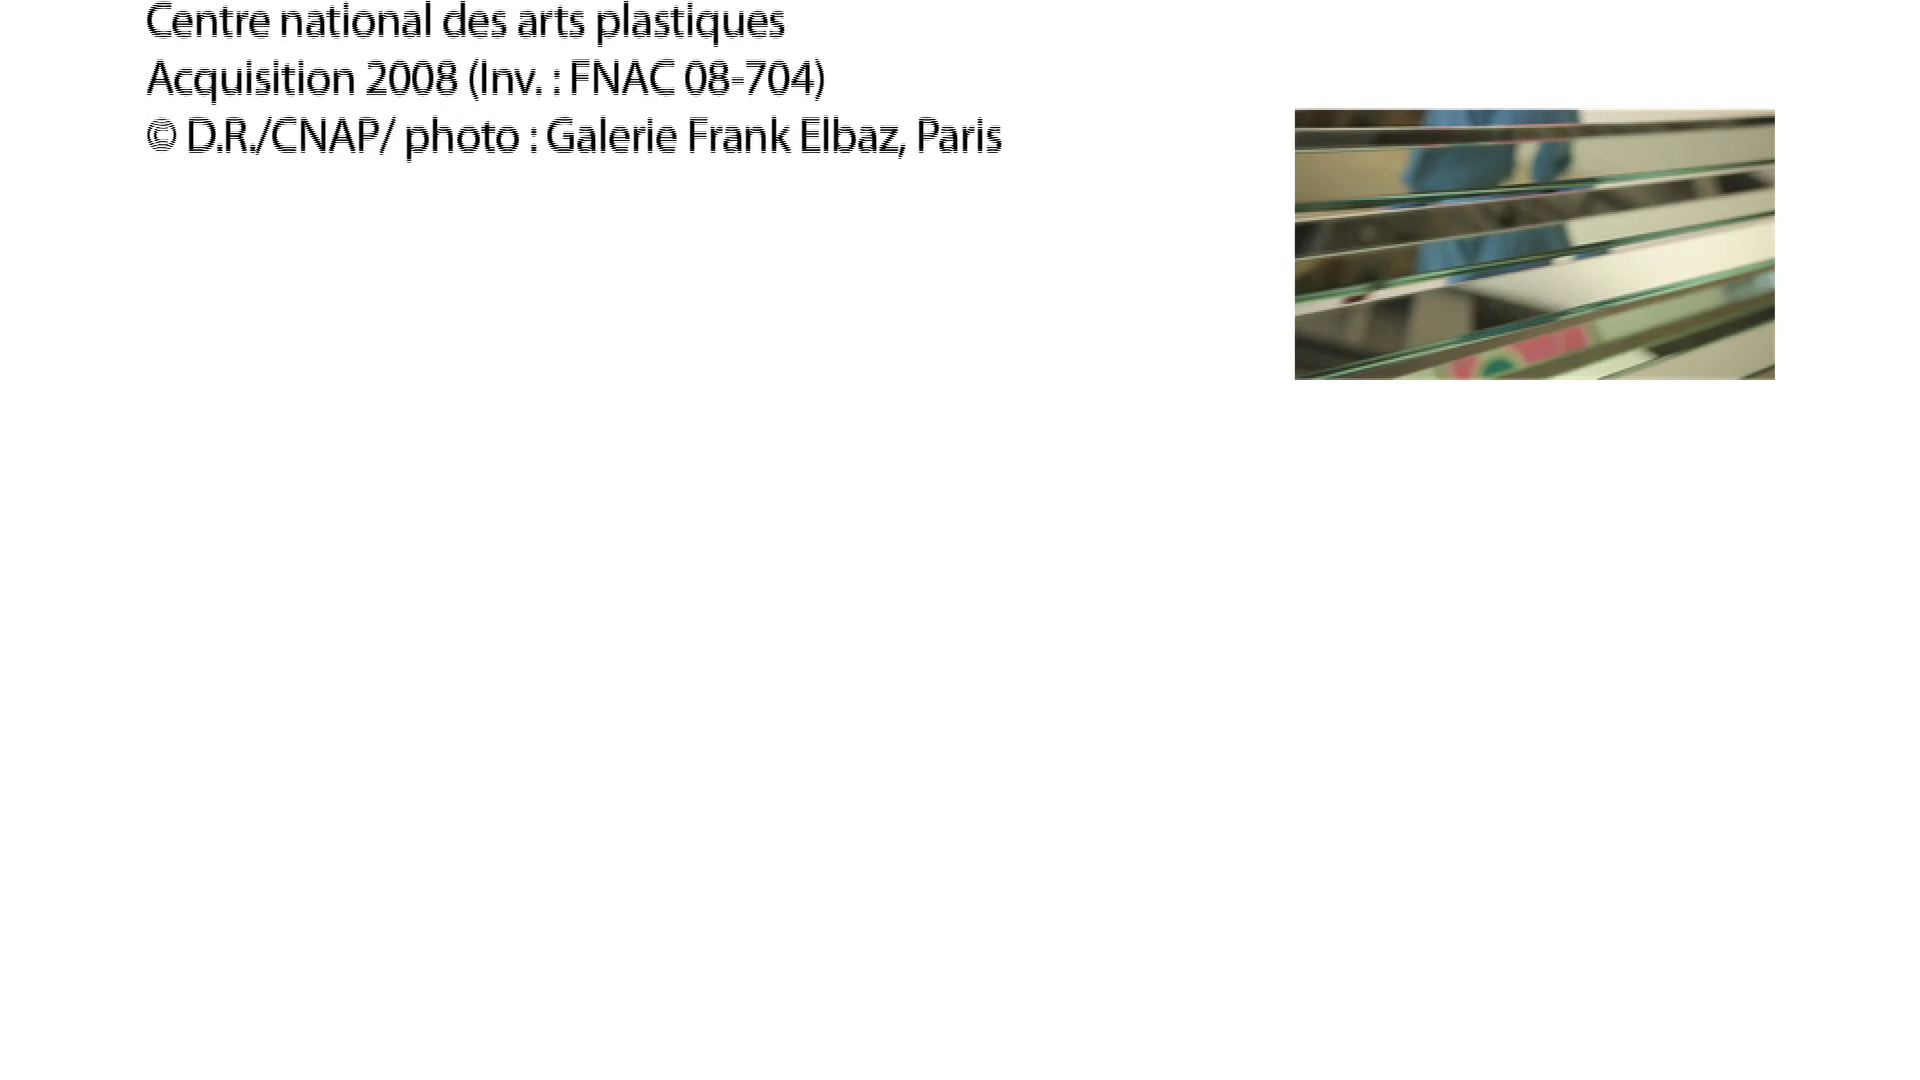 Centre national des arts plastiques
Acquisition 2008 (Inv. : FNAC 08-704)
© D.R./CNAP/ photo : Galerie Frank Elbaz, Paris